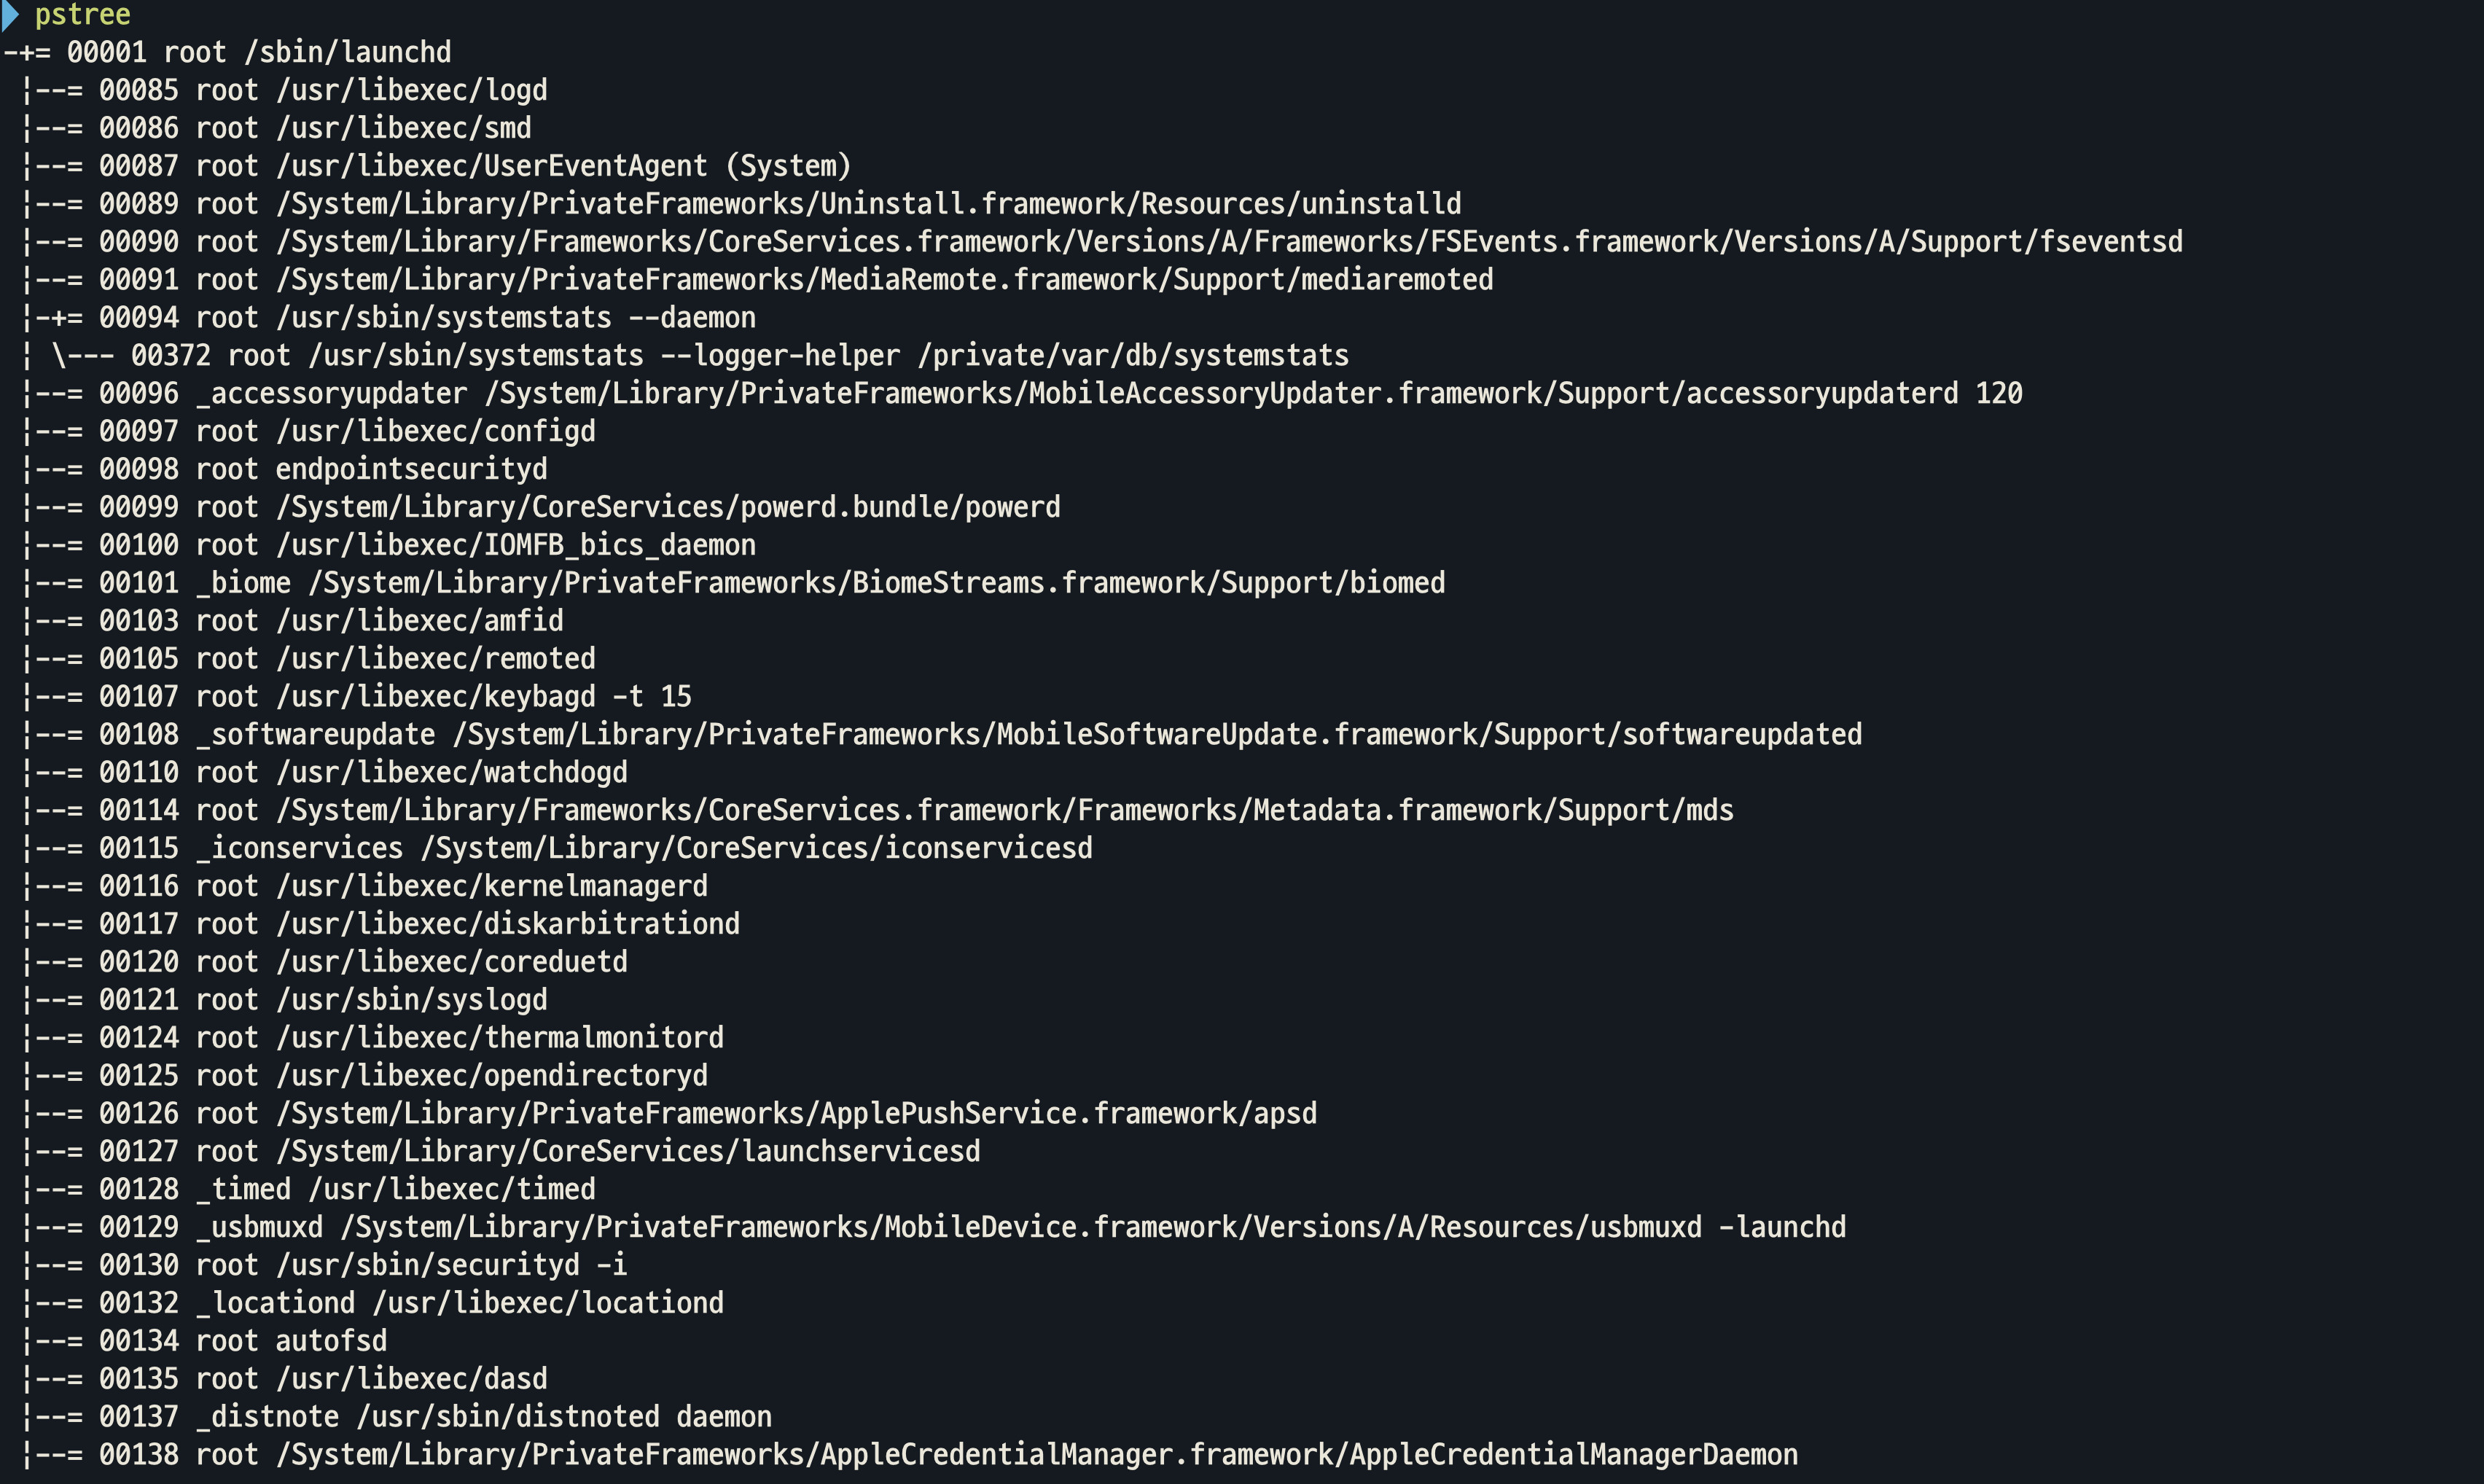 pstree
-+= 00001 root /sbin/launchd
 ¦--= 00085 root /usr/libexec/logd
 ¦--= 00086 root /usr/libexec/smd
 ¦--= 00087 root /usr/libexec/UserEventAgent (System)
 ¦--= 00089 root /System/Library/PrivateFrameworks/Uninstall.framework/Resources/uninstalld
 ¦--= 00090 root /System/Library/Frameworks/CoreServices.framework/Versions/A/Frameworks/FSEvents.framework/Versions/A/Support/fseventsd
 ¦--= 00091 root /System/Library/PrivateFrameworks/MediaRemote.framework/Support/mediaremoted
 ¦-+= 00094 root /usr/sbin/systemstats --daemon
 ¦ \--- 00372 root /usr/sbin/systemstats --logger-helper /private/var/db/systemstats
 ¦--= 00096 _accessoryupdater /System/Library/PrivateFrameworks/MobileAccessoryUpdater.framework/Support/accessoryupdaterd 120
 ¦--= 00097 root /usr/libexec/configd
 ¦--= 00098 root endpointsecurityd
 ¦--= 00099 root /System/Library/CoreServices/powerd.bundle/powerd
 ¦--= 00100 root /usr/libexec/IOMFB_bics_daemon
 ¦--= 00101 _biome /System/Library/PrivateFrameworks/BiomeStreams.framework/Support/biomed
 ¦--= 00103 root /usr/libexec/amfid
 ¦--= 00105 root /usr/libexec/remoted
 ¦--= 00107 root /usr/libexec/keybagd -t 15
 ¦--= 00108 _softwareupdate /System/Library/PrivateFrameworks/MobileSoftwareUpdate.framework/Support/softwareupdated
 ¦--= 00110 root /usr/libexec/watchdogd
 ¦--= 00114 root /System/Library/Frameworks/CoreServices.framework/Frameworks/Metadata.framework/Support/mds
 ¦--= 00115 _iconservices /System/Library/CoreServices/iconservicesd
 ¦--= 00116 root /usr/libexec/kernelmanagerd
 ¦--= 00117 root /usr/libexec/diskarbitrationd
 ¦--= 00120 root /usr/libexec/coreduetd
 ¦--= 00121 root /usr/sbin/syslogd
 ¦--= 00124 root /usr/libexec/thermalmonitord
 ¦--= 00125 root /usr/libexec/opendirectoryd
 ¦--= 00126 root /System/Library/PrivateFrameworks/ApplePushService.framework/apsd
 ¦--= 00127 root /System/Library/CoreServices/launchservicesd
 ¦--= 00128 _timed /usr/libexec/timed
 ¦--= 00129 _usbmuxd /System/Library/PrivateFrameworks/MobileDevice.framework/Versions/A/Resources/usbmuxd -launchd
 ¦--= 00130 root /usr/sbin/securityd -i
 ¦--= 00132 _locationd /usr/libexec/locationd
 ¦--= 00134 root autofsd
 ¦--= 00135 root /usr/libexec/dasd
 ¦--= 00137 _distnote /usr/sbin/distnoted daemon
 ¦--= 00138 root /System/Library/PrivateFrameworks/AppleCredentialManager.framework/AppleCredentialManagerDaemon